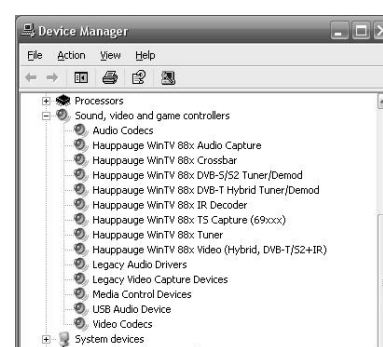 Device Manager
File Action View Help
Processors
Sound, video and game controllers
Audio Codecs
Hauppauge WinTV 88x Audio Capture
Hauppauge WinTV 88x Crossbar
Hauppauge WinTV 88x DVB-S/S2 Tuner/Demod
Hauppauge WinTV 88x DVB-T Hybrid Tuner/Demod
Hauppauge WinTV 88x IR Decoder
Hauppauge WinTV 88x TS Capture (69xxx)
Hauppauge WinTV 88x Tuner
Hauppauge WinTV 88x Video (Hybrid, DVB-T/S2+IR)
Legacy Audio Drivers
Legacy Video Capture Devices
Media Control Devices
USB Audio Device
Video Codecs
System devices